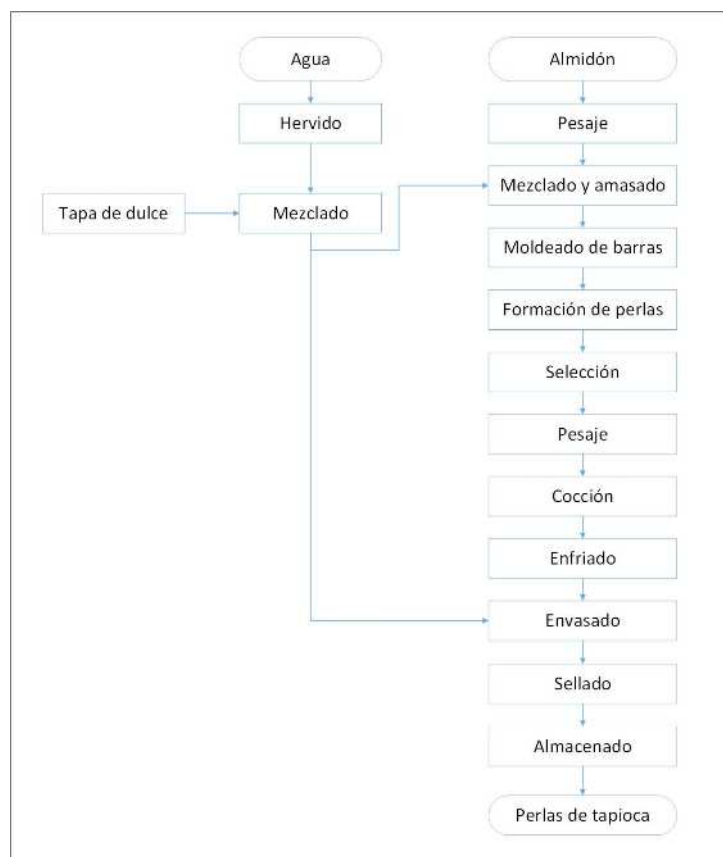 Agua
Almidón
Hervido
Pesaje
Tapa de dulce
Mezclado
Mezclado y amasado
Moldeado de barras
Formación de perlas
Selección
Pesaje
Cocción
Enfriado
Envasado
Sellado
Almacenado
Perlas de tapioca